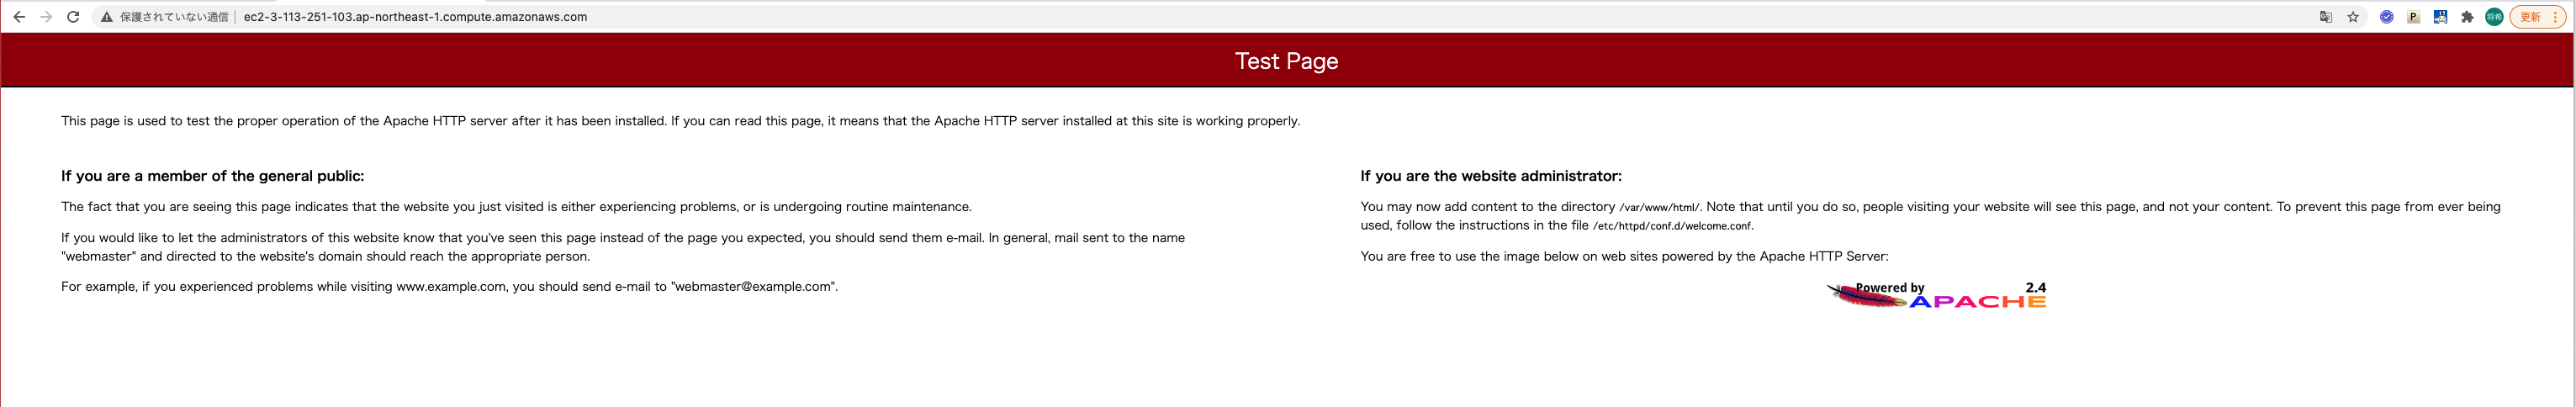 保護されていない通信 ec2-3-113-251-103.ap-northeast-1.compute.amazonaws.com
P
将希
更新
Test Page
This page is used to test the proper operation of the Apache HTTP server after it has been installed. If you can read this page, it means that the Apache HTTP server installed at this site is working properly.
If you are a member of the general public:
The fact that you are seeing this page indicates that the website you just visited is either experiencing problems, or is undergoing routine maintenance.
If you would like to let the administrators of this website know that you've seen this page instead of the page you expected, you should send them e-mail. In general, mail sent to the name
"webmaster" and directed to the website's domain should reach the appropriate person.
For example, if you experienced problems while visiting www.example.com, you should send e-mail to "webmaster@example.com".
If you are the website administrator:
You may now add content to the directory /var/www/html/. Note that until you do so, people visiting your website will see this page, and not your content. To prevent this page from ever being
used, follow the instructions in the file /etc/httpd/conf.d/welcome.conf.
You are free to use the image below on web sites powered by the Apache HTTP Server:
Powered by 2.4
APACHE